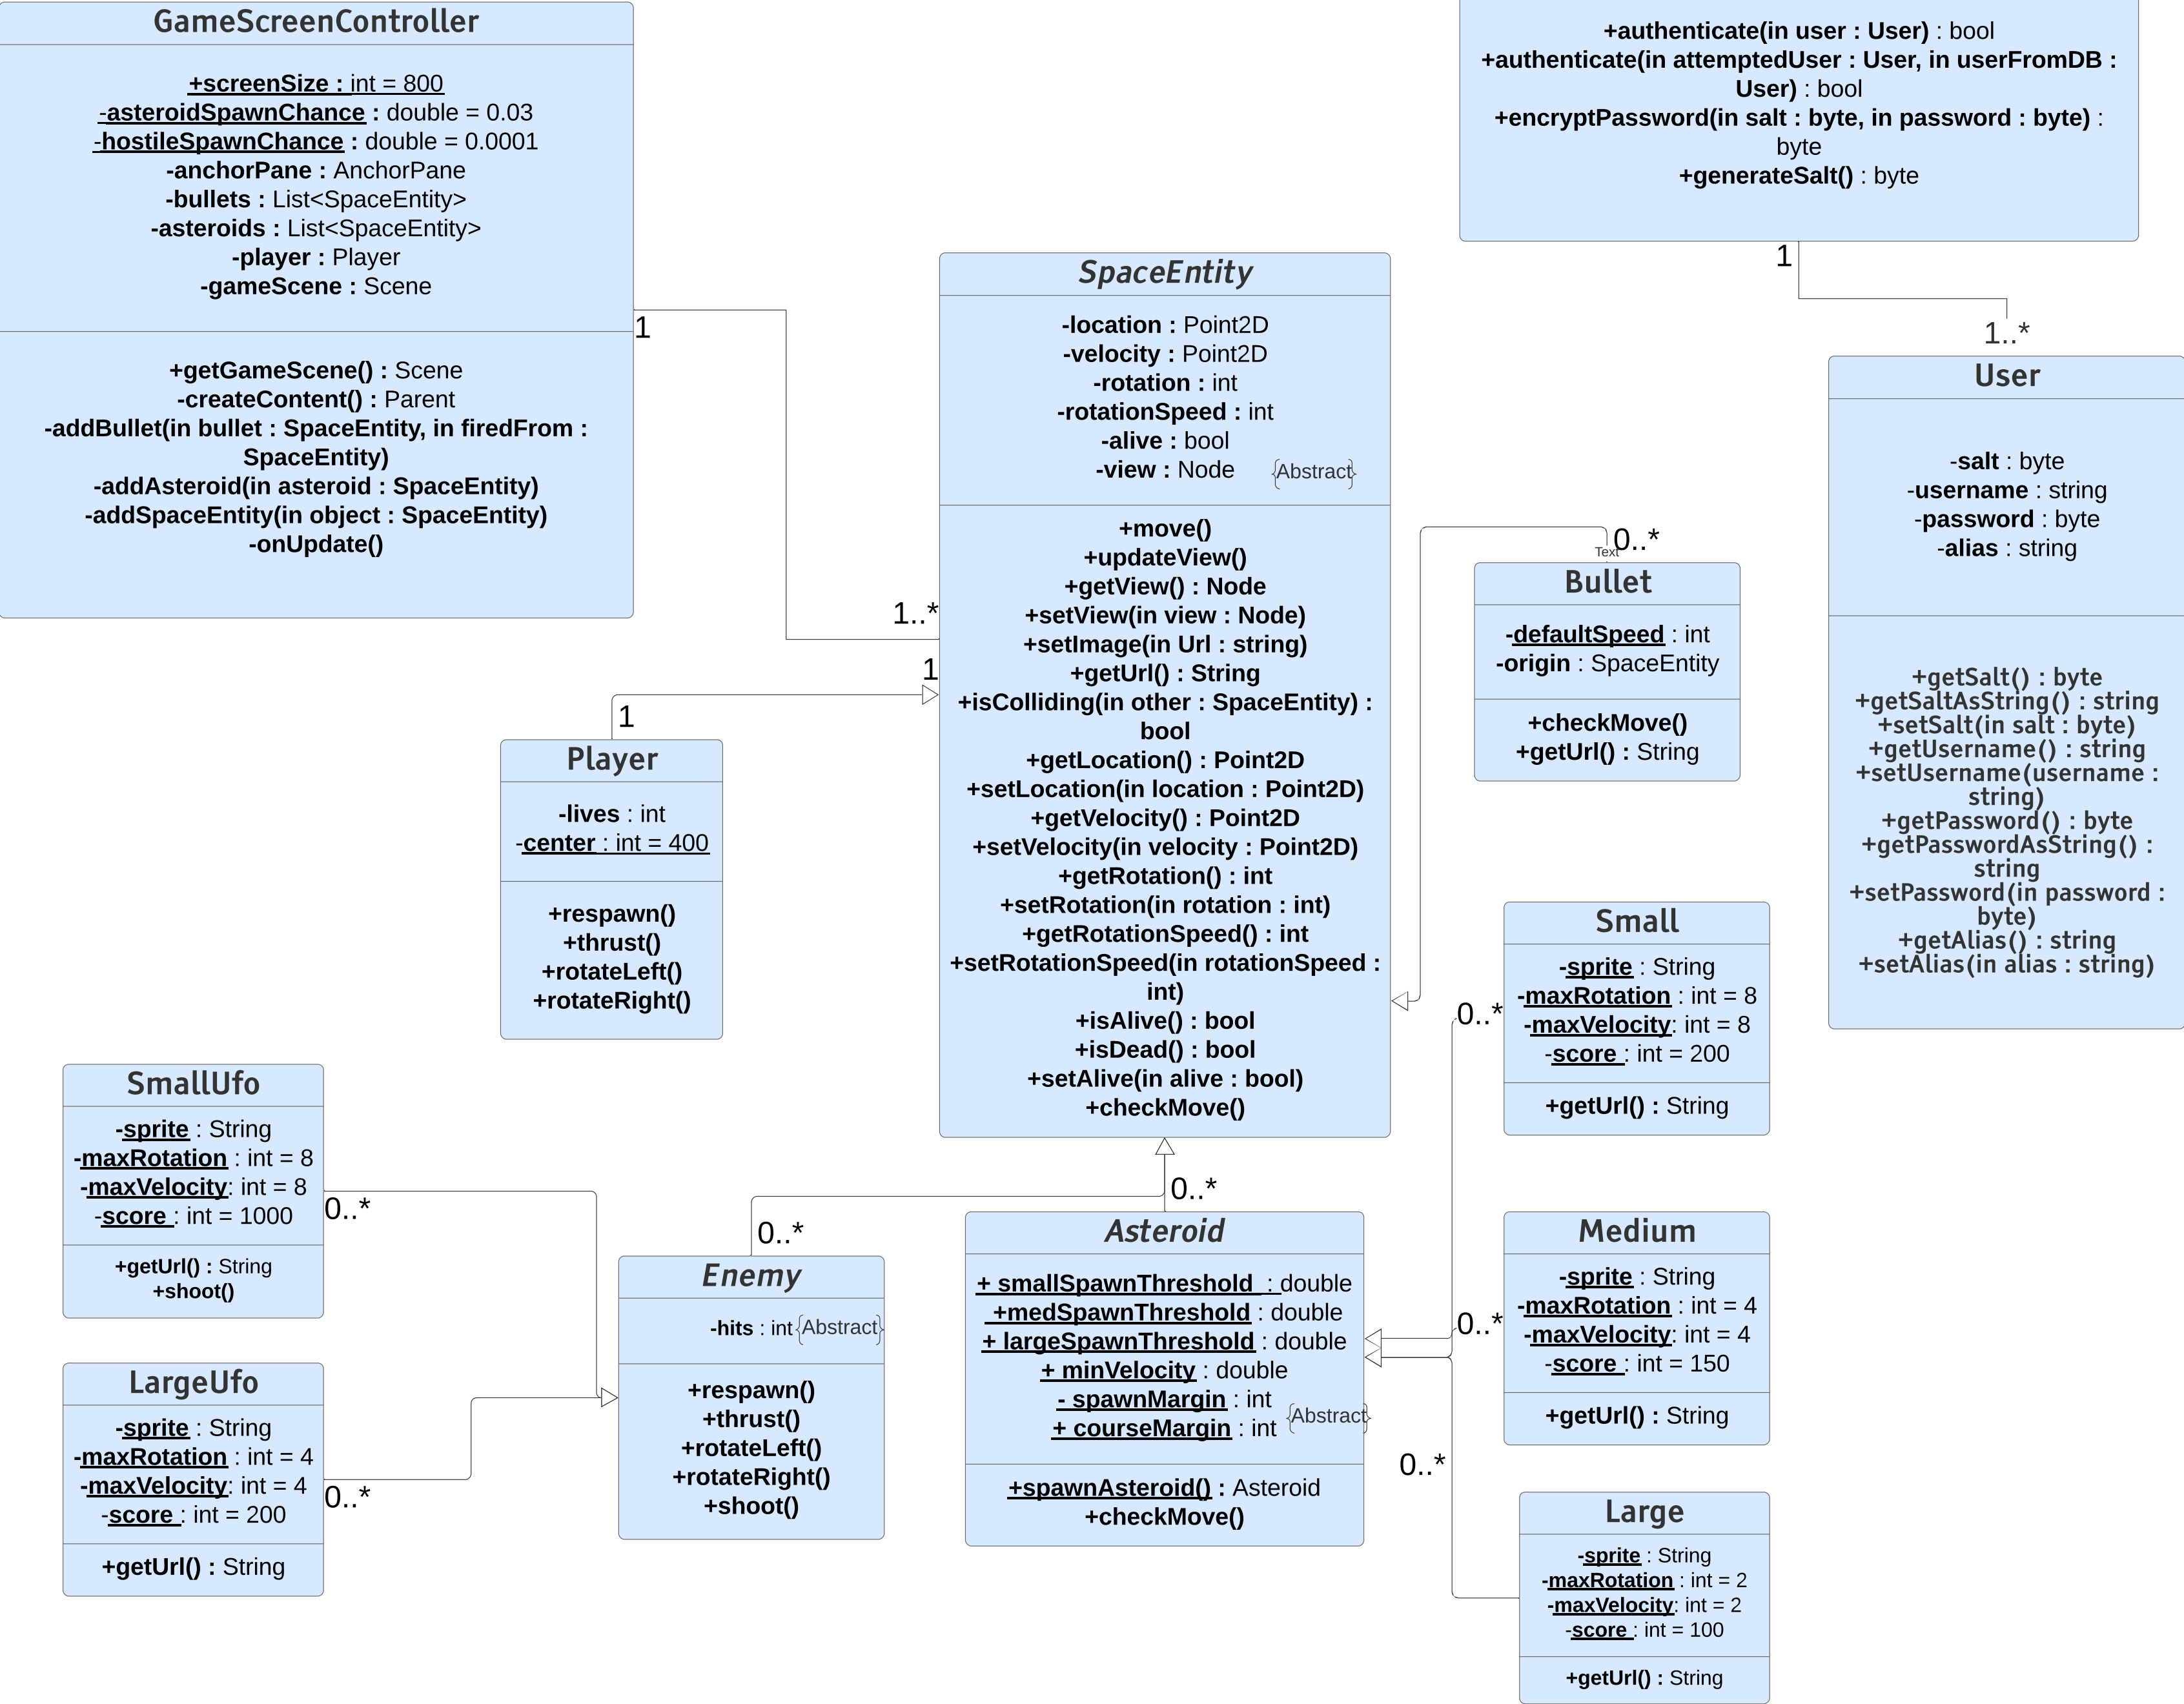 GameScreenController
+screenSize : int = 800
-asteroidSpawnChance : double = 0.03
-hostileSpawnChance : double = 0.0001
-anchorPane : AnchorPane
-bullets : List<SpaceEntity>
-asteroids : List<SpaceEntity>
-player : Player
-gameScene : Scene
+getGameScene() : Scene
-createContent() : Parent
-addBullet(in bullet : SpaceEntity, in firedFrom :
SpaceEntity)
-addAsteroid(in asteroid : SpaceEntity)
-addSpaceEntity(in object : SpaceEntity)
-onUpdate()
1
1..*
+authenticate(in user : User) : bool
+authenticate(in attemptedUser : User, in userFromDB :
User) : bool
+encryptPassword(in salt : byte, in password : byte) :
byte
+generateSalt() : byte
1
1..*
SpaceEntity
-location : Point2D
-velocity : Point2D
-rotation : int
-rotationSpeed : int
-alive : bool
-view : Node
{Abstract}
+move()
+updateView()
+getView() : Node
+setView(in view : Node)
+setImage(in Url : string)
+getUrl() : String
+isColliding(in other : SpaceEntity) :
bool
+getLocation() : Point2D
+setLocation(in location : Point2D)
+getVelocity() : Point2D
+setVelocity(in velocity : Point2D)
+getRotation() : int
+setRotation(in rotation : int)
+getRotationSpeed() : int
+setRotationSpeed(in rotationSpeed :
int)
+isAlive() : bool
+isDead() : bool
+setAlive(in alive : bool)
+checkMove()
User
-salt : byte
-username : string
-password : byte
-alias : string
+getSalt() : byte
+getSaltAsString() : string
+setSalt(in salt : byte)
+getUsername() : string
+setUsername(username :
string)
+getPassword() : byte
+getPasswordAsString() :
string
+setPassword(in password :
byte)
+getAlias() : string
+setAlias(in alias : string)
0..*
Text
Bullet
-defaultSpeed : int
-origin : SpaceEntity
+checkMove()
+getUrl() : String
1
1
Player
-lives : int
-center : int = 400
+respawn()
+thrust()
+rotateLeft()
+rotateRight()
Small
-sprite : String
-maxRotation : int = 8
-maxVelocity: int = 8
-score : int = 200
+getUrl() : String
0..*
SmallUfo
-sprite : String
-maxRotation : int = 8
-maxVelocity: int = 8
-score : int = 1000
+getUrl() : String
+shoot()
0..*
LargeUfo
-sprite : String
-maxRotation : int = 4
-maxVelocity: int = 4
-score : int = 200
+getUrl() : String
0..*
0..*
Enemy
-hits : int
{Abstract}
+respawn()
+thrust()
+rotateLeft()
+rotateRight()
+shoot()
0..*
Asteroid
+ smallSpawnThreshold : double
+medSpawnThreshold : double
+ largeSpawnThreshold : double
+ minVelocity : double
- spawnMargin : int
+ courseMargin : int
{Abstract}
+spawnAsteroid() : Asteroid
+checkMove()
Medium
-sprite : String
-maxRotation : int = 4
-maxVelocity: int = 4
-score : int = 150
+getUrl() : String
0..*
0..*
Large
-sprite : String
-maxRotation : int = 2
-maxVelocity: int = 2
-score : int = 100
+getUrl() : String